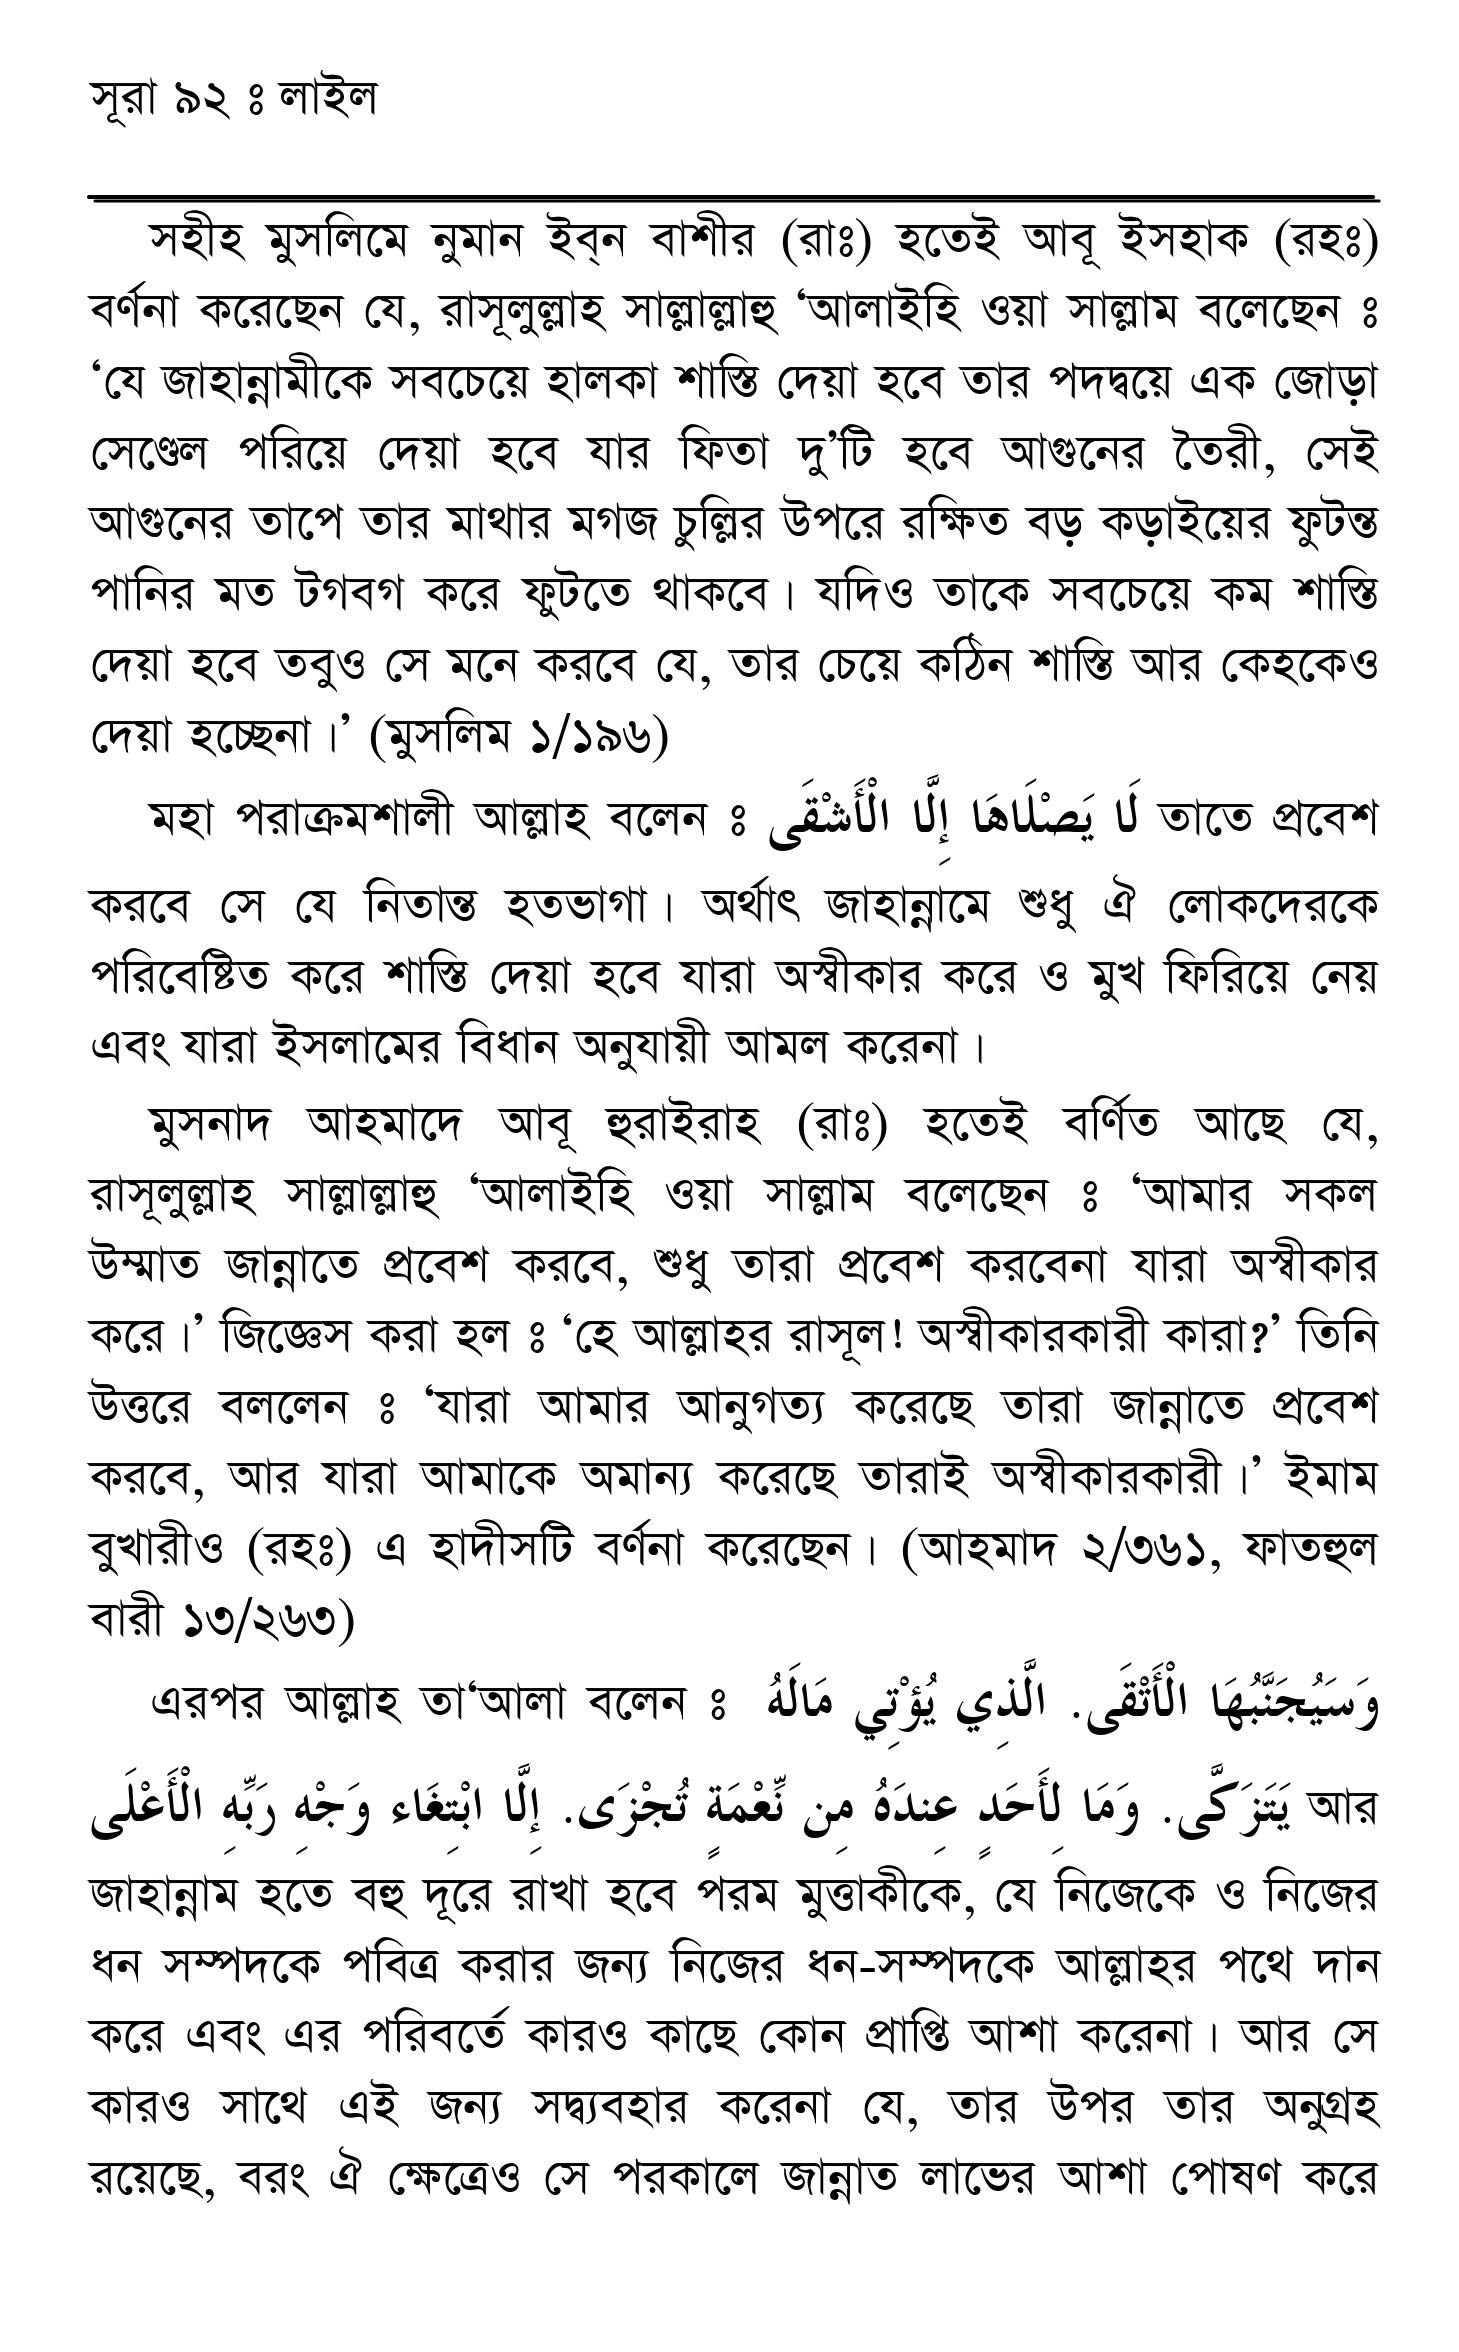 সূরা ৯২ ঃ লাইল
সহীহ মুসলিমে নুমান ইব্‌ন বাশীর (রাঃ) হতেই আবূ ইসহাক (রহঃ)
বর্ণনা করেছেন যে, রাসূলুল্লাহ সাল্লাল্লাহু ‘আলাইহি ওয়া সাল্লাম বলেছেন ঃ
‘যে জাহান্নামীকে সবচেয়ে হালকা শাস্তি দেয়া হবে তার পদদ্বয়ে এক জোড়া
সেণ্ডেল পরিয়ে দেয়া হবে যার ফিতা দু’টি হবে আগুনের তৈরী, সেই
আগুনের তাপে তার মাথার মগজ চুল্লির উপরে রক্ষিত বড় কড়াইয়ের ফুটন্ত
পানির মত টগবগ করে ফুটতে থাকবে। যদিও তাকে সবচেয়ে কম শাস্তি
দেয়া হবে তবুও সে মনে করবে যে, তার চেয়ে কঠিন শাস্তি আর কেহকেও
দেয়া হচ্ছেনা।’ (মুসলিম ১/১৯৬)
মহা পরাক্রমশালী আল্লাহ বলেন ঃ لَا يَصْلَاهَا إِلَّا الْأَشْقَى তাতে প্রবেশ
করবে সে যে নিতান্ত হতভাগা। অর্থাৎ জাহান্নামে শুধু ঐ লোকদেরকে
পরিবেষ্টিত করে শাস্তি দেয়া হবে যারা অস্বীকার করে ও মুখ ফিরিয়ে নেয়
এবং যারা ইসলামের বিধান অনুযায়ী আমল করেনা।
মুসনাদ আহমাদে আবূ হুরাইরাহ (রাঃ) হতেই বর্ণিত আছে যে,
রাসূলুল্লাহ সাল্লাল্লাহু ‘আলাইহি ওয়া সাল্লাম বলেছেন ঃ ‘আমার সকল
উম্মাত জান্নাতে প্রবেশ করবে, শুধু তারা প্রবেশ করবেনা যারা অস্বীকার
করে।’ জিজ্ঞেস করা হল ঃ ‘হে আল্লাহর রাসূল! অস্বীকারকারী কারা?’ তিনি
উত্তরে বললেন ঃ ‘যারা আমার আনুগত্য করেছে তারা জান্নাতে প্রবেশ
করবে, আর যারা আমাকে অমান্য করেছে তারাই অস্বীকারকারী।’ ইমাম
বুখারীও (রহঃ) এ হাদীসটি বর্ণনা করেছেন। (আহমাদ ২/৩৬১, ফাতহুল
বারী ১৩/২৬৩)
এরপর আল্লাহ তা‘আলা বলেন ঃ وَسَيُجَنَّبُهَا الْأَتْقَى. الَّذِي يُؤْتِي مَالَهُ
يَتَزَكَّى. وَمَا لِأَحَدٍ عِندَهُ مِن نِّعْمَةٍ تُجْزَى. إِلَّا ابْتِغَاء وَجْهِ رَبِّهِ الْأَعْلَى আর
জাহান্নাম হতে বহু দূরে রাখা হবে পরম মুত্তাকীকে, যে নিজেকে ও নিজের
ধন সম্পদকে পবিত্র করার জন্য নিজের ধন-সম্পদকে আল্লাহর পথে দান
করে এবং এর পরিবর্তে কারও কাছে কোন প্রাপ্তি আশা করেনা। আর সে
কারও সাথে এই জন্য সদ্ব্যবহার করেনা যে, তার উপর তার অনুগ্রহ
রয়েছে, বরং ঐ ক্ষেত্রেও সে পরকালে জান্নাত লাভের আশা পোষণ করে